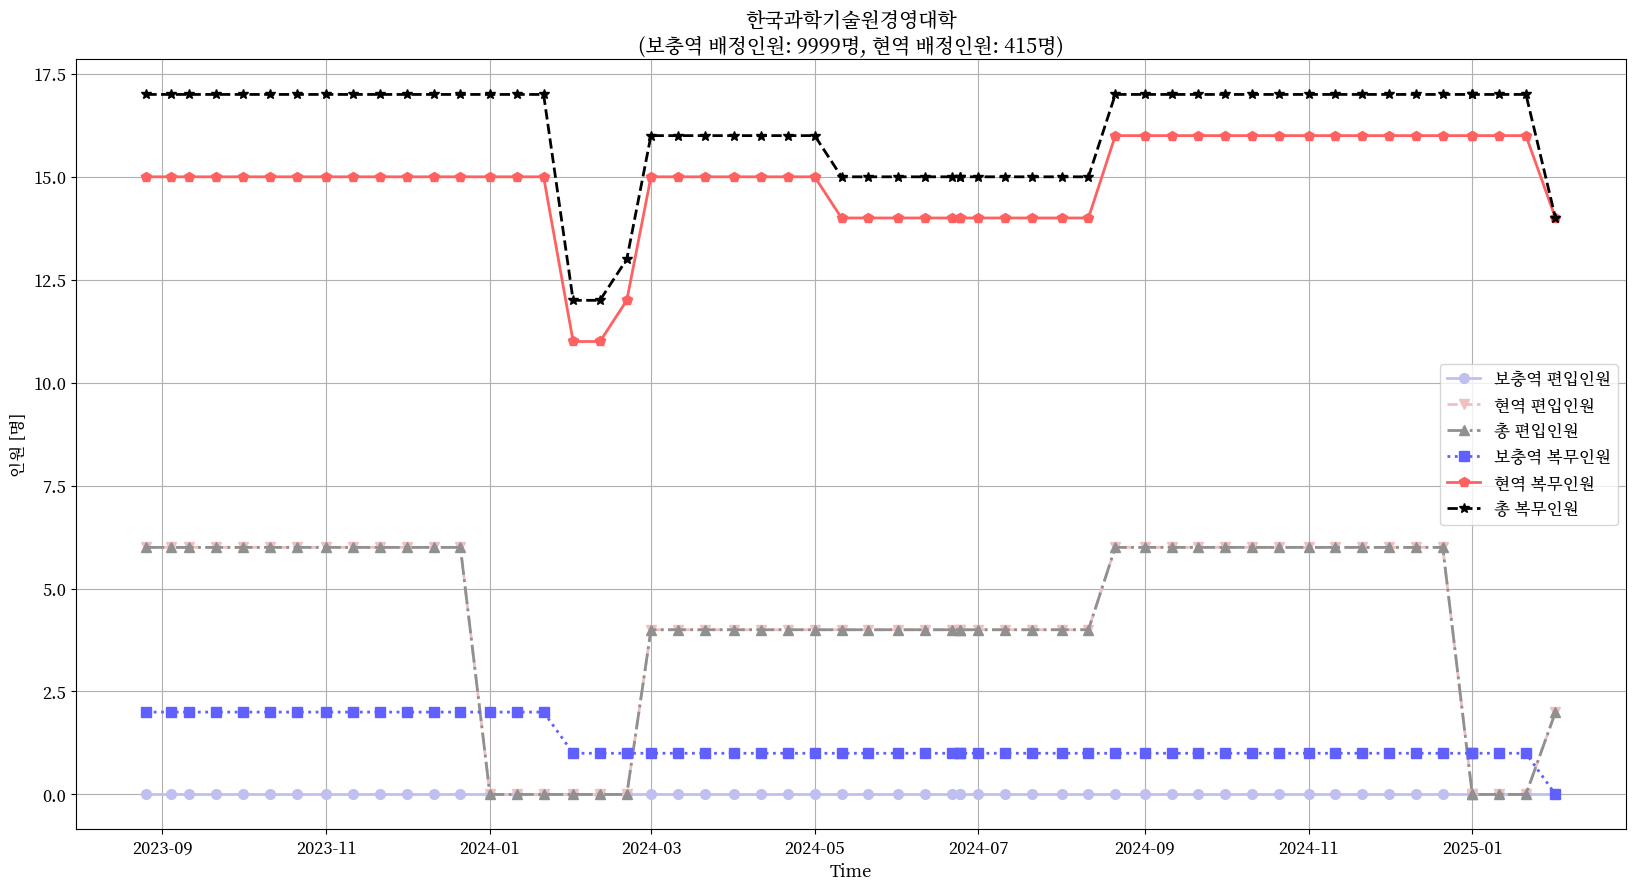 한국과학기술원경영대학
(보충역 배정인원: 9999명, 현역 배정인원: 415명)
인원 [명]
17.5
15.0
12.5
10.0
7.5
5.0
2.5
0.0
보충역 편입인원
현역 편입인원
총 편입인원
보충역 복무인원
현역 복무인원
총 복무인원
2023-09
2023-11
2024-01
2024-03
2024-05
2024-07
2024-09
2024-11
2025-01
Time